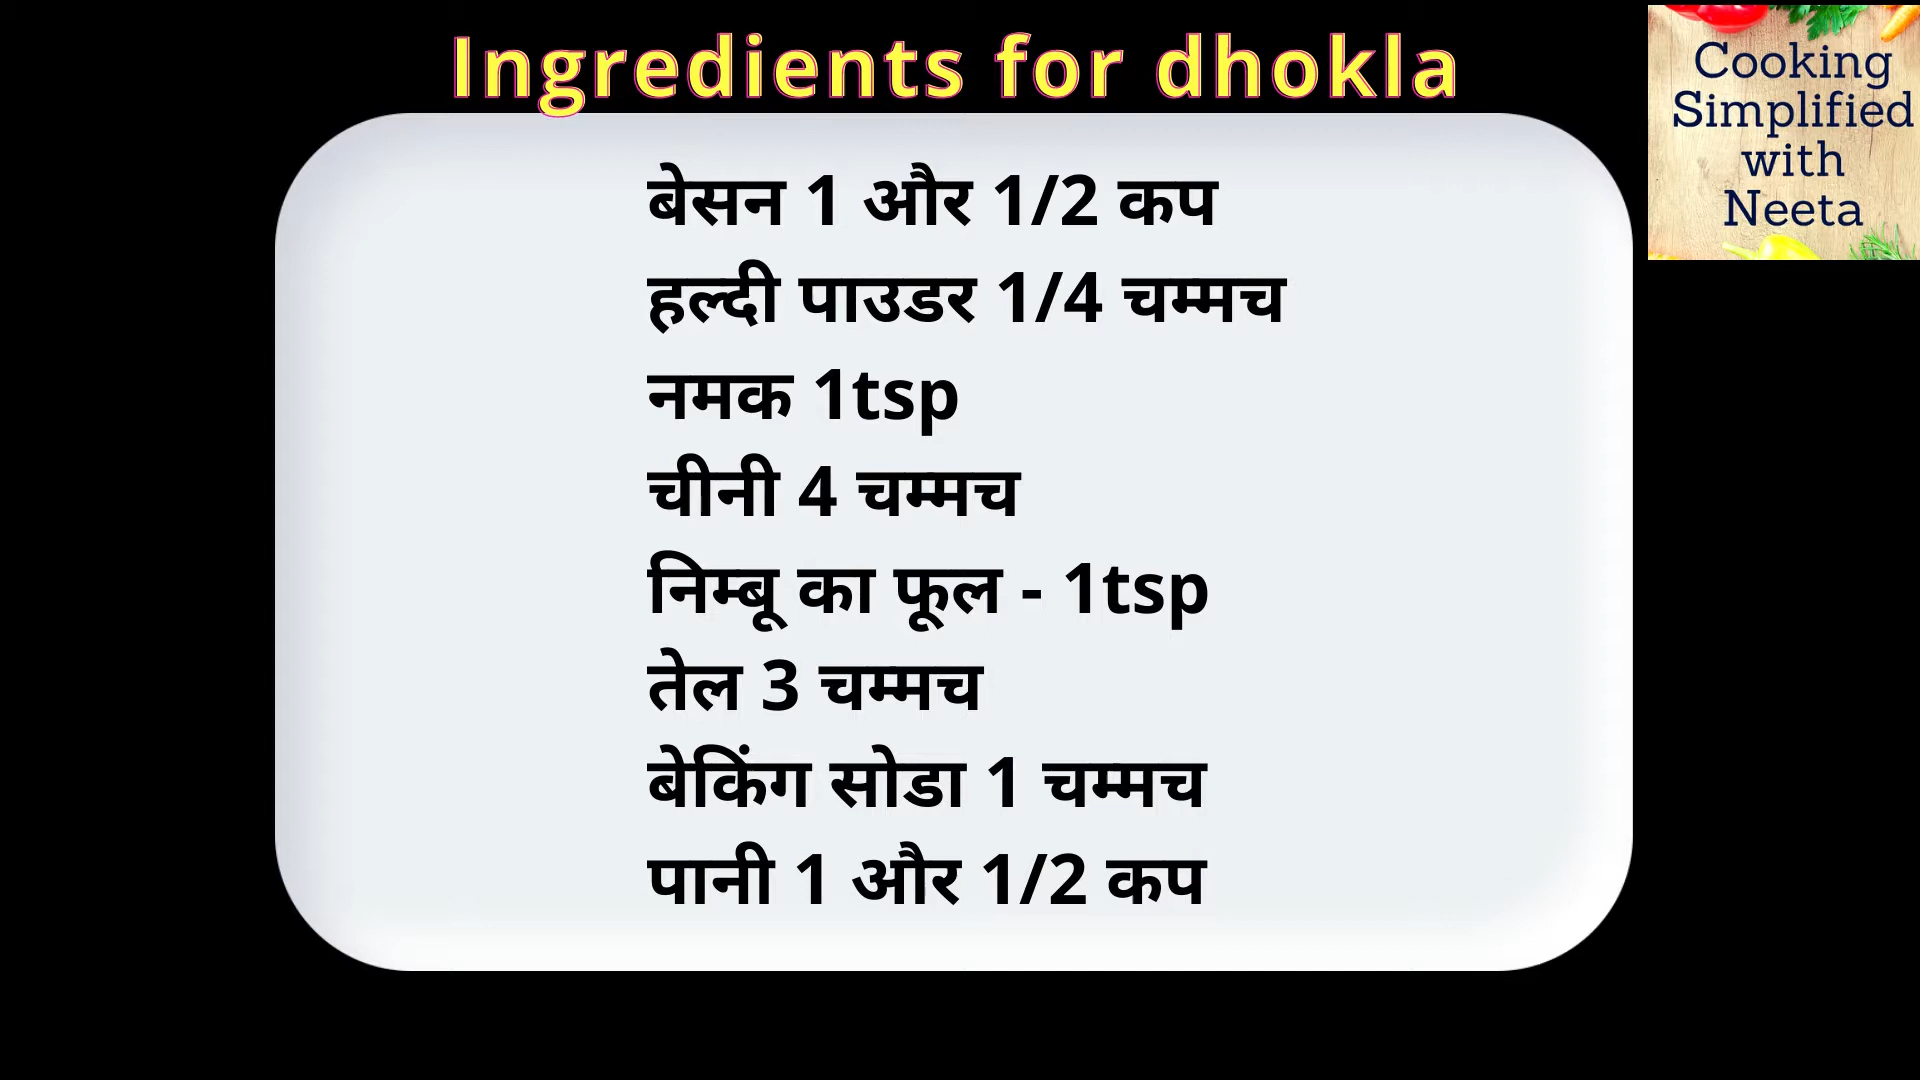 Ingredients for dhokla
Cooking
Simplified
with
Neeta
बेसन 1 और 1/2 कप
हल्दी पाउडर 1/4 चम्मच
नमक 1tsp
चीनी 4 चम्मच
निम्बू का फूल - 1tsp
तेल 3 चम्मच
बेकिंग सोडा 1 चम्मच
पानी 1 और 1/2 कप